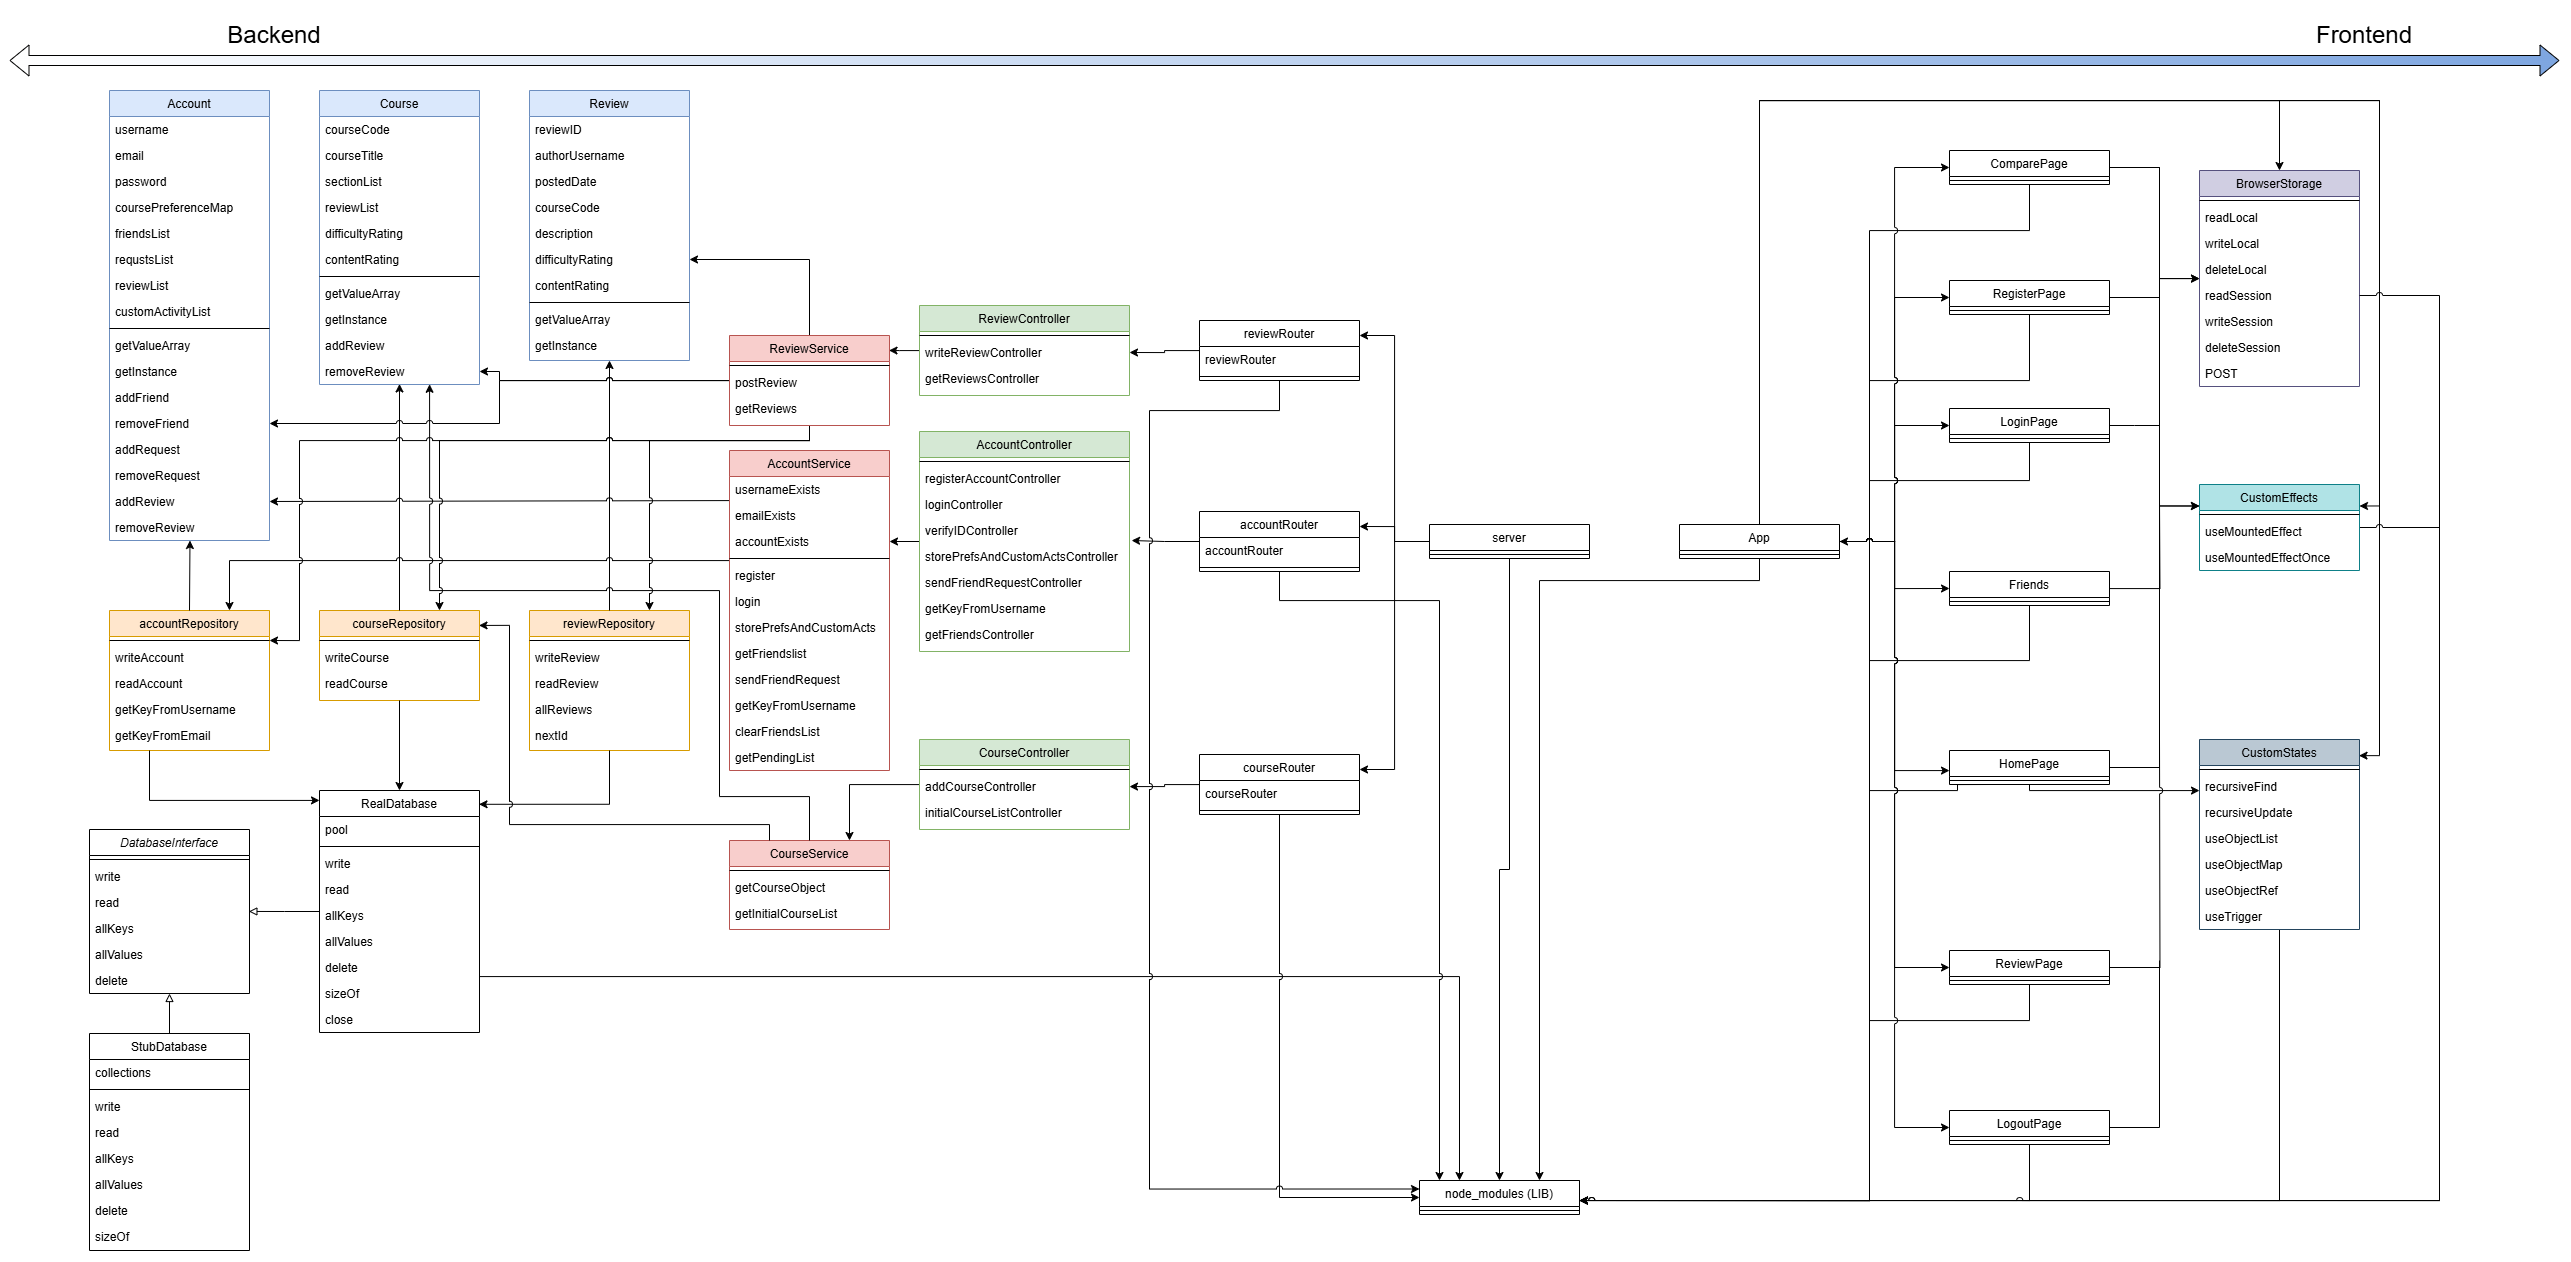 Backend
Frontend
Account
username
email
password
coursePreferenceMap
friendsList
requstsList
reviewList
customActivityList
getValueArray
getInstance
addFriend
removeFriend
addRequest
removeRequest
addReview
removeReview
Course
courseCode
courseTitle
sectionList
reviewList
difficultyRating
contentRating
getValueArray
getInstance
addReview
removeReview
Review
reviewID
authorUsername
postedDate
courseCode
description
difficultyRating
contentRating
getValueArray
getInstance
accountRepository
writeAccount
readAccount
getKeyFromUsername
getKeyFromEmail
courseRepository
writeCourse
readCourse
reviewRepository
writeReview
readReview
allReviews
nextId
DatabaseInterface
write
read
allKeys
allValues
delete
RealDatabase
pool
write
read
allKeys
allValues
delete
sizeOf
close
StubDatabase
collections
write
read
allKeys
allValues
delete
sizeOf
ReviewService
postReview
getReviews
AccountService
usernameExists
emailExists
accountExists
register
login
storePrefsAndCustomActs
getFriendslist
sendFriendRequest
getKeyFromUsername
clearFriendsList
getPendingList
CourseService
getCourseObject
getInitialCourseList
ReviewController
writeReviewController
getReviewsController
AccountController
registerAccountController
loginController
verifyIDController
storePrefsAndCustomActsController
sendFriendRequestController
getKeyFromUsername
getFriendsController
CourseController
addCourseController
initialCourseListController
reviewRouter
reviewRouter
accountRouter
accountRouter
courseRouter
courseRouter
server
node_modules (LIB)
App
ComparePage
RegisterPage
LoginPage
Friends
HomePage
ReviewPage
LogoutPage
BrowserStorage
readLocal
writeLocal
deleteLocal
readSession
writeSession
deleteSession
POST
CustomEffects
useMountedEffect
useMountedEffectOnce
CustomStates
recursiveFind
recursiveUpdate
useObjectList
useObjectMap
useObjectRef
useTrigger